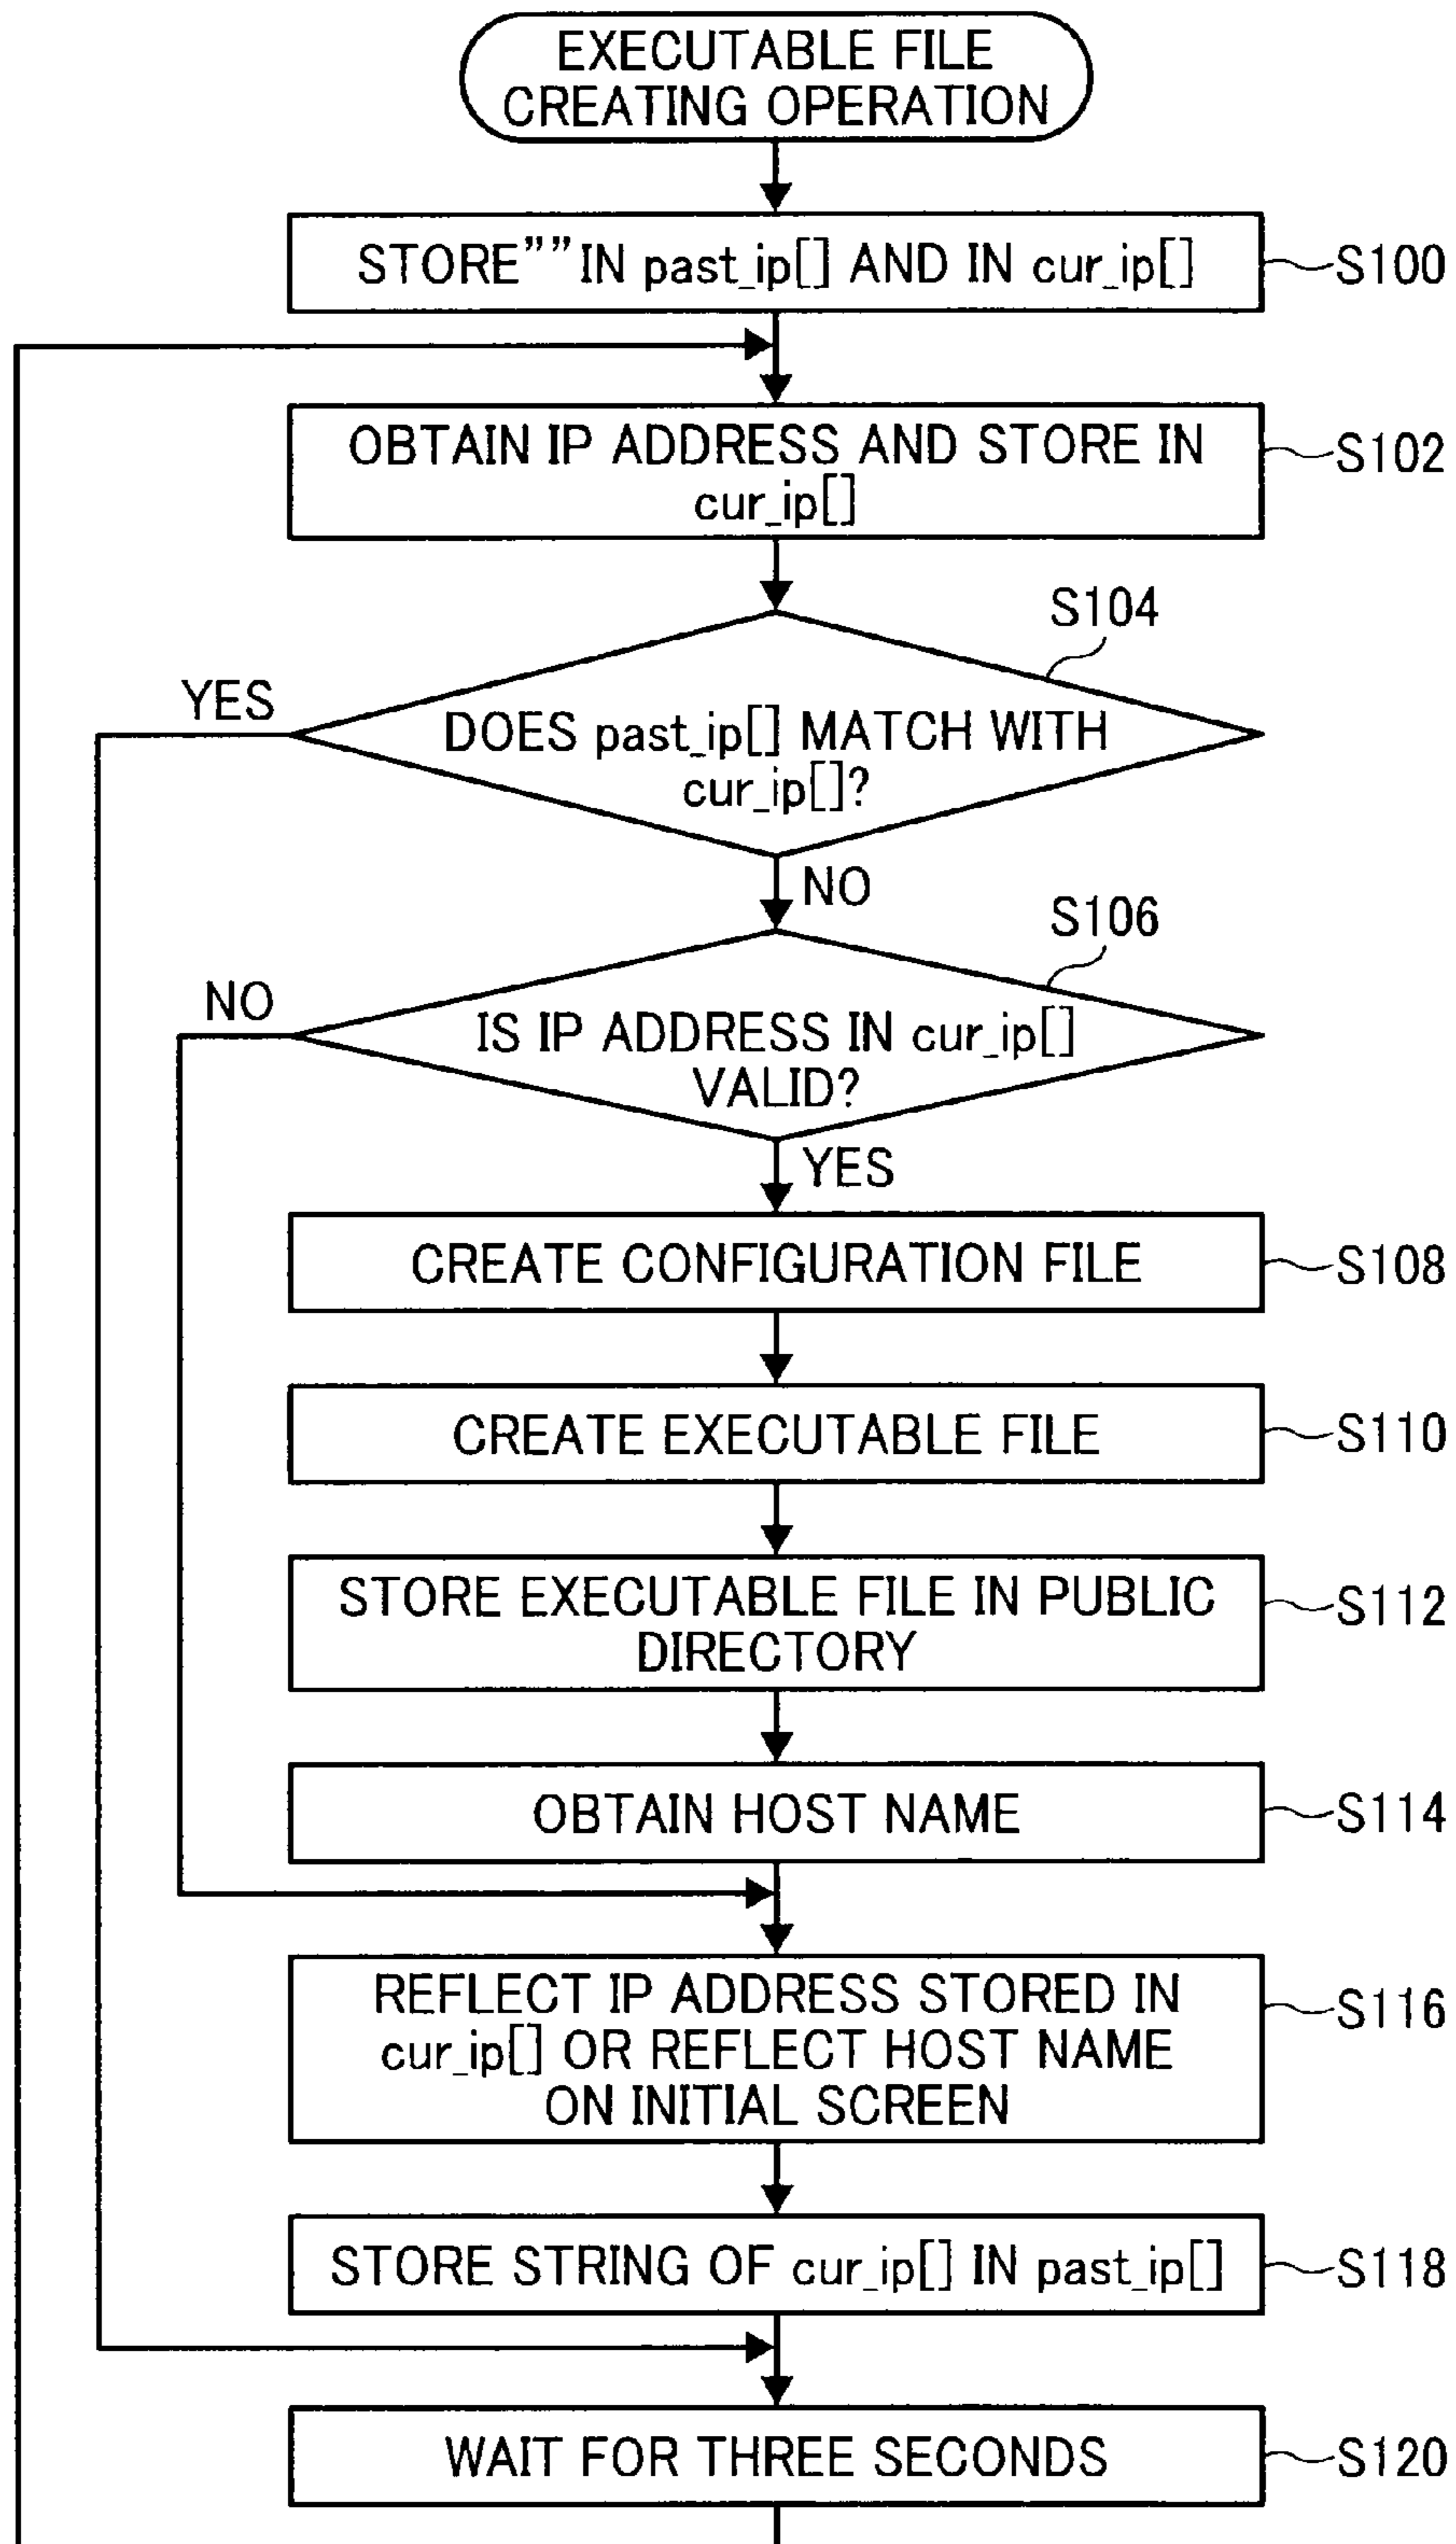 EXECUTABLE FILE
CREATING OPERATION
STORE”” IN past_ip[] AND IN cur_ip[]
S100
OBTAIN IP ADDRESS AND STORE IN
cur_ip[]
S102
S104
YES
DOES past_ip[] MATCH WITH
cur_ip[]?
NO
S106
NO
IS IP ADDRESS IN cur_ip[]
VALID?
YES
CREATE CONFIGURATION FILE
S108
CREATE EXECUTABLE FILE
S110
STORE EXECUTABLE FILE IN PUBLIC
DIRECTORY
S112
OBTAIN HOST NAME
S114
REFLECT IP ADDRESS STORED IN
cur_ip[] OR REFLECT HOST NAME
ON INITIAL SCREEN
S116
STORE STRING OF cur_ip[] IN past_ip[]
S118
WAIT FOR THREE SECONDS
S120